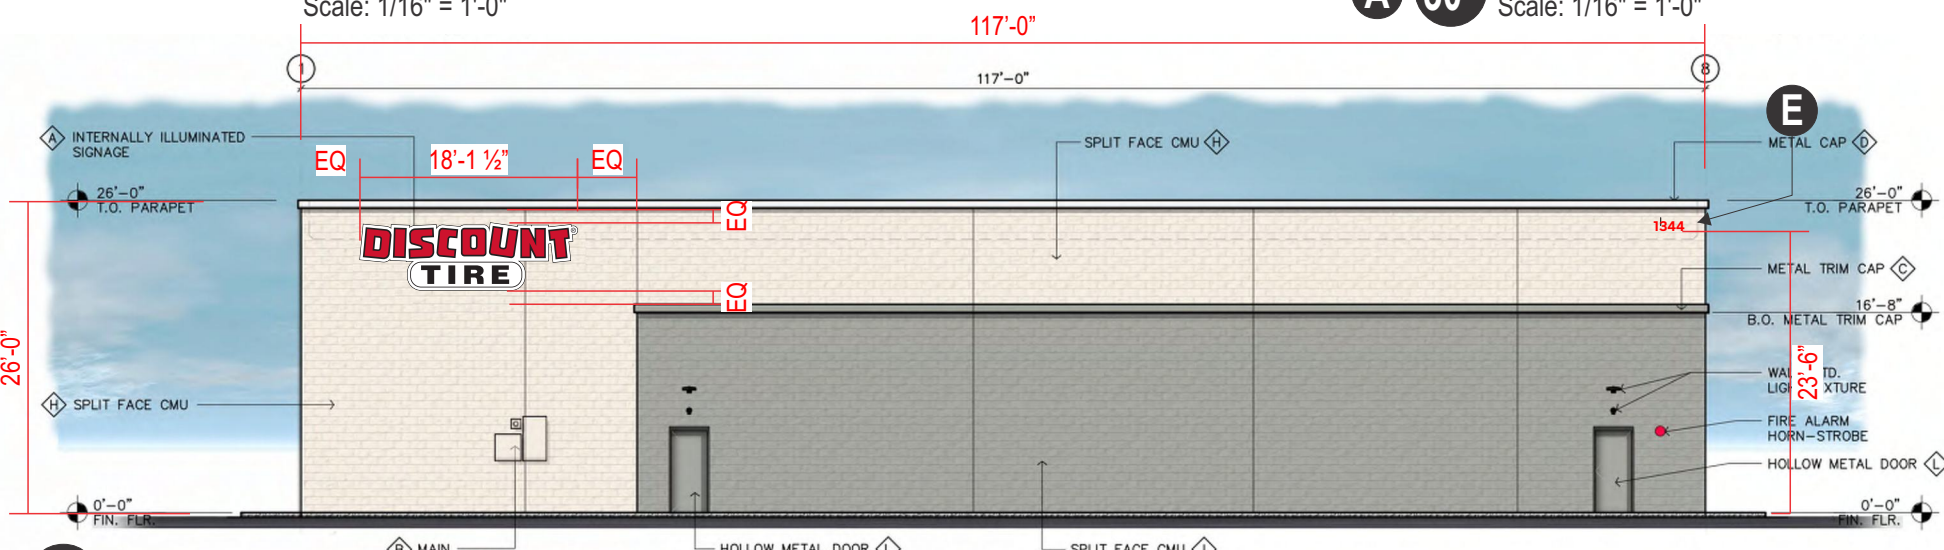 Scale: 1/16" = 1'-0"
A
Scale: 1/16" = 1'-0"
117'-0"
1
117'-0"
8
E
A INTERNALLY ILLUMINATED
SIGNAGE
EQ
18'-1 ½"
EQ
SPLIT FACE CMU H
METAL CAP D
26'-0"
T.O. PARAPET
EQ
26'-0"
T.O. PARAPET
DISCOUNT
TIRE
1344
METAL TRIM CAP C
EQ
16'-8"
B.O. METAL TRIM CAP
26'-0"
23'-6"
TD.
XTURE
H SPLIT FACE CMU
FIRE ALARM
HORN-STROBE
HOLLOW METAL DOOR L
0'-0"
FIN. FLR.
0'-0"
FIN. FLR.
B MAIN
HOLLOW METAL DOOR L
SPLIT FACE CMU